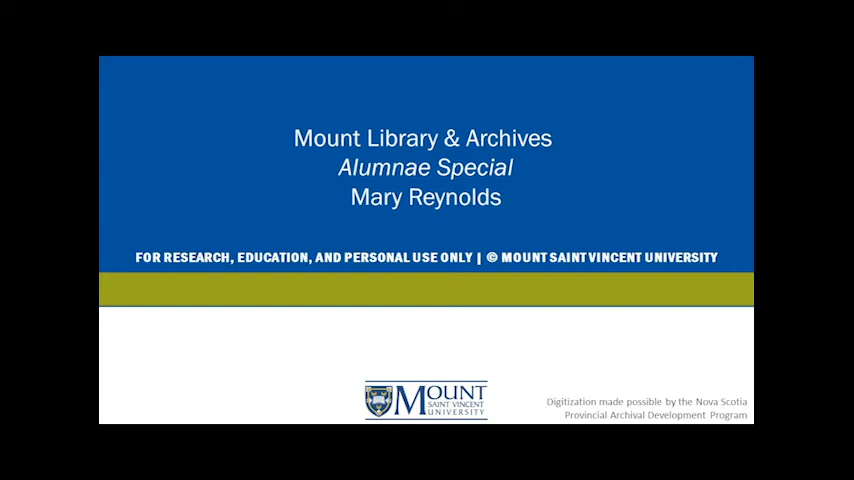 Mount Library & Archives
Alumnae Special
Mary Reynolds
FOR RESEARCH, EDUCATION, AND PERSONAL USE ONLY | © MOUNT SAINT VINCENT UNIVERSITY
MOUNT
SAINT VINCENT
UNIVERSITY
Digitization made possible by the Nova Scotia
Provincial Archival Development Program